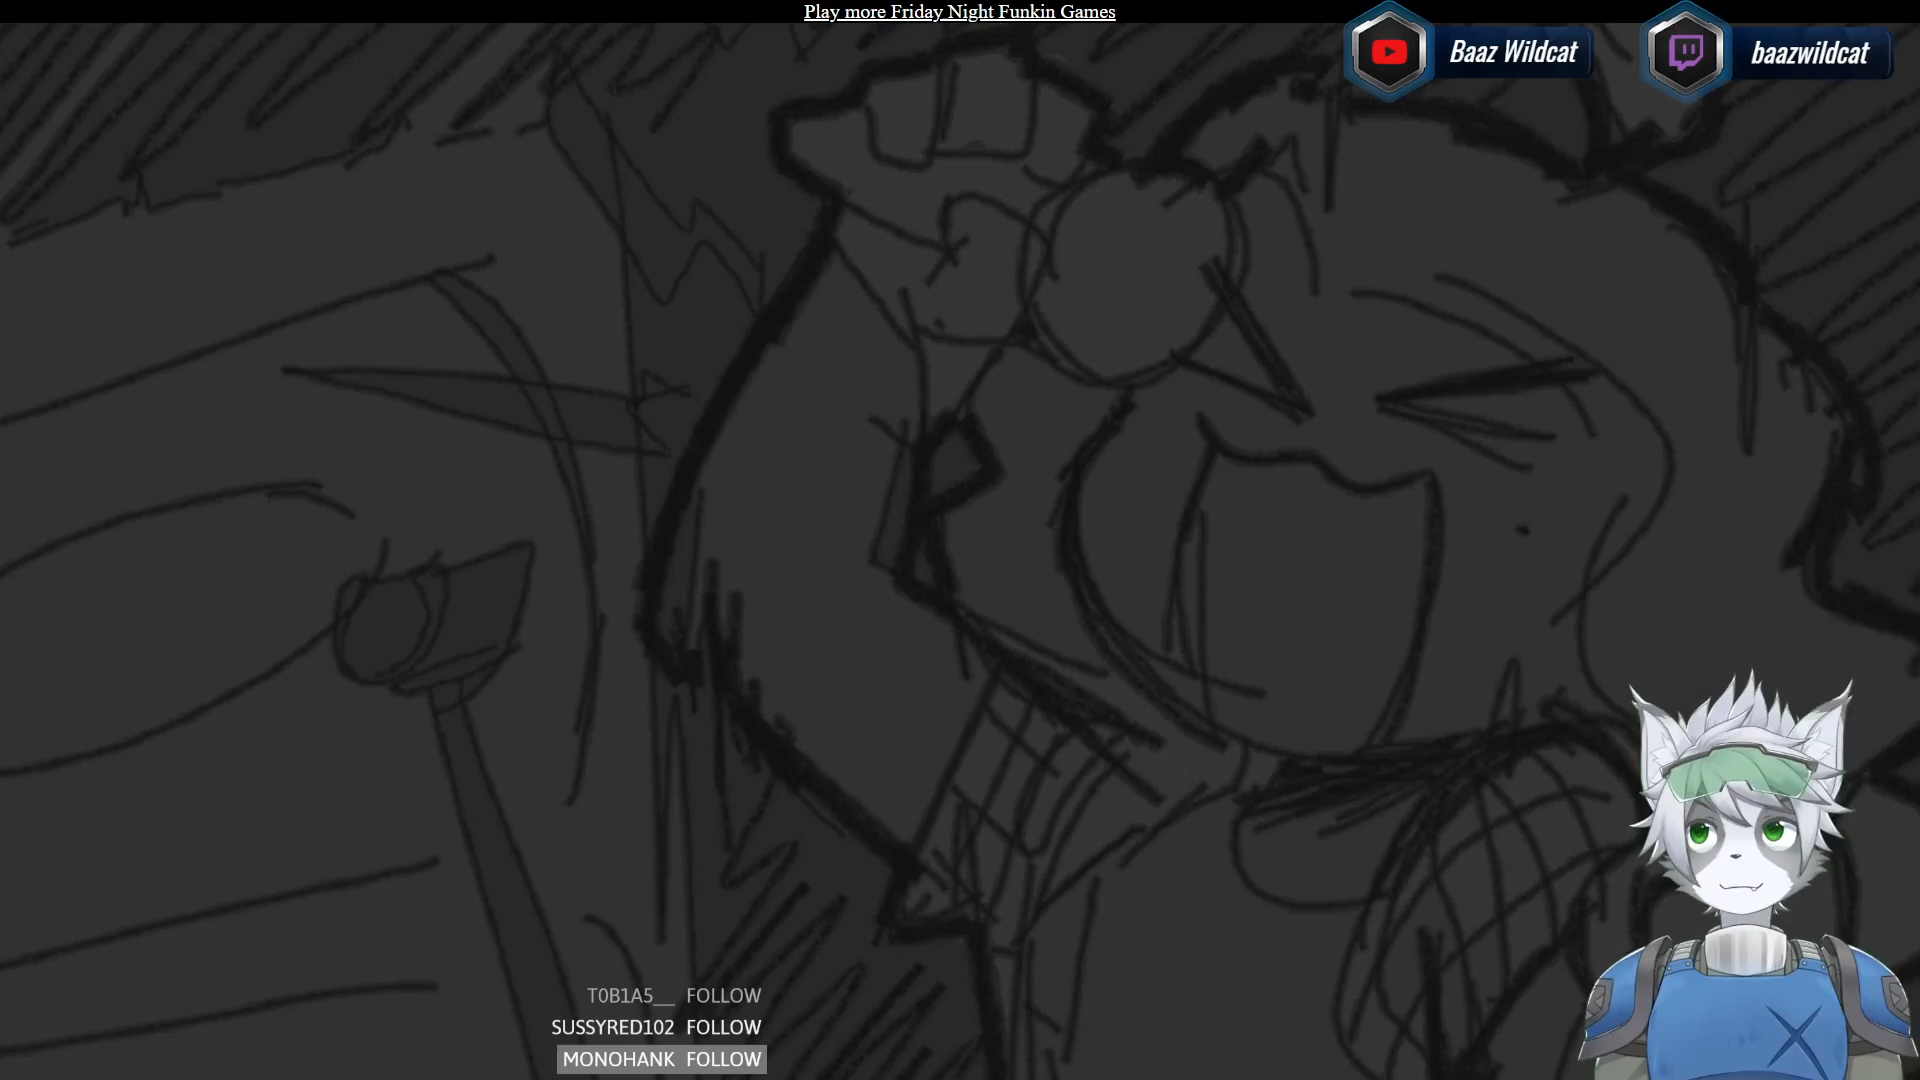 Play more Friday Night Funkin Games
Baaz Wildcat
baazwildcat
T0B1A5__ FOLLOW
SUSSYRED102 FOLLOW
MONOHANK FOLLOW